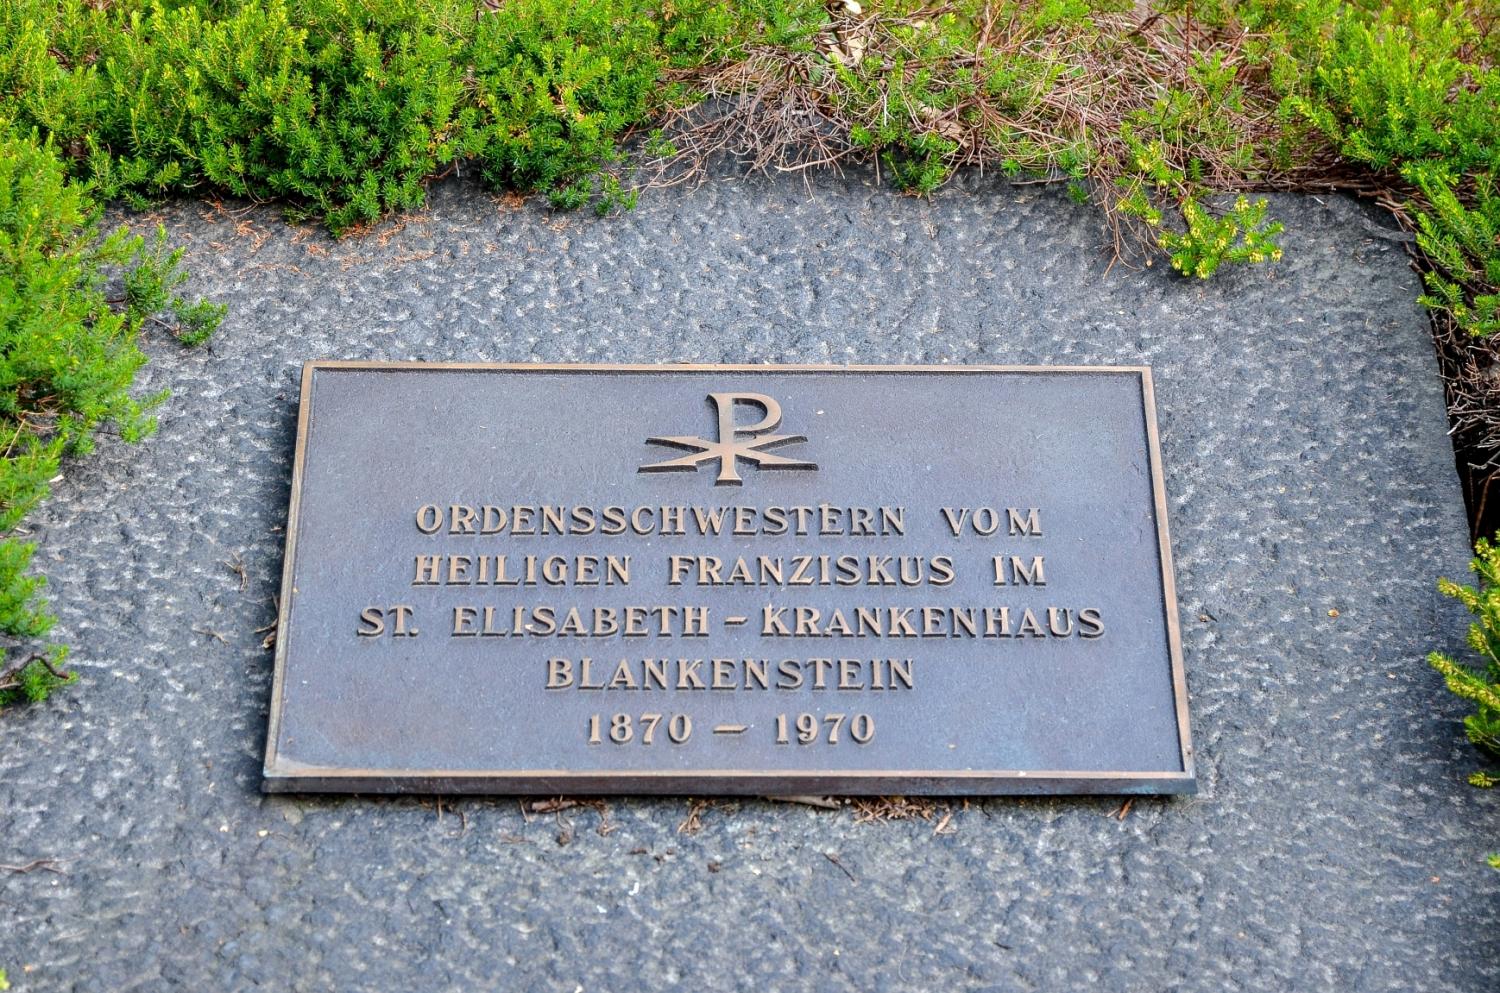 ORDENSSCHWESTERN VOM
HEILIGEN FRANZISKUS IM
ST. ELISABETH - KRANKENHAUS
BLANKENSTEIN
1870 - 1970